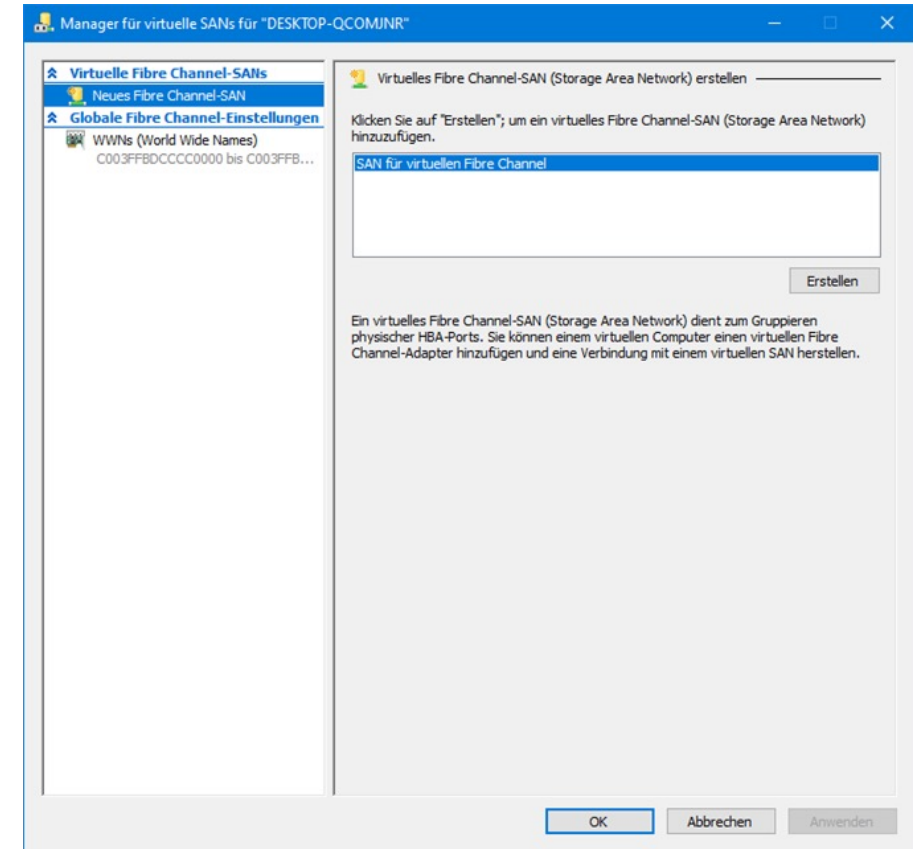 Manager für virtuelle SANs für "DESKTOP-QCOMJNR"
Virtuelle Fibre Channel-SANs
Neues Fibre Channel-SAN
Globale Fibre Channel-Einstellungen
WWNs (World Wide Names)
C003FFBDCCCC0000 bis C003FFB...
Virtuelles Fibre Channel-SAN (Storage Area Network) erstellen
Klicken Sie auf "Erstellen"; um ein virtuelles Fibre Channel-SAN (Storage Area Network)
hinzuzufügen.
SAN für virtuellen Fibre Channel
Erstellen
Ein virtuelles Fibre Channel-SAN (Storage Area Network) dient zum Gruppieren
physischer HBA-Ports. Sie können einem virtuellen Computer einen virtuellen Fibre
Channel-Adapter hinzufügen und eine Verbindung mit einem virtuellen SAN herstellen.
OK
Abbrechen
Anwenden